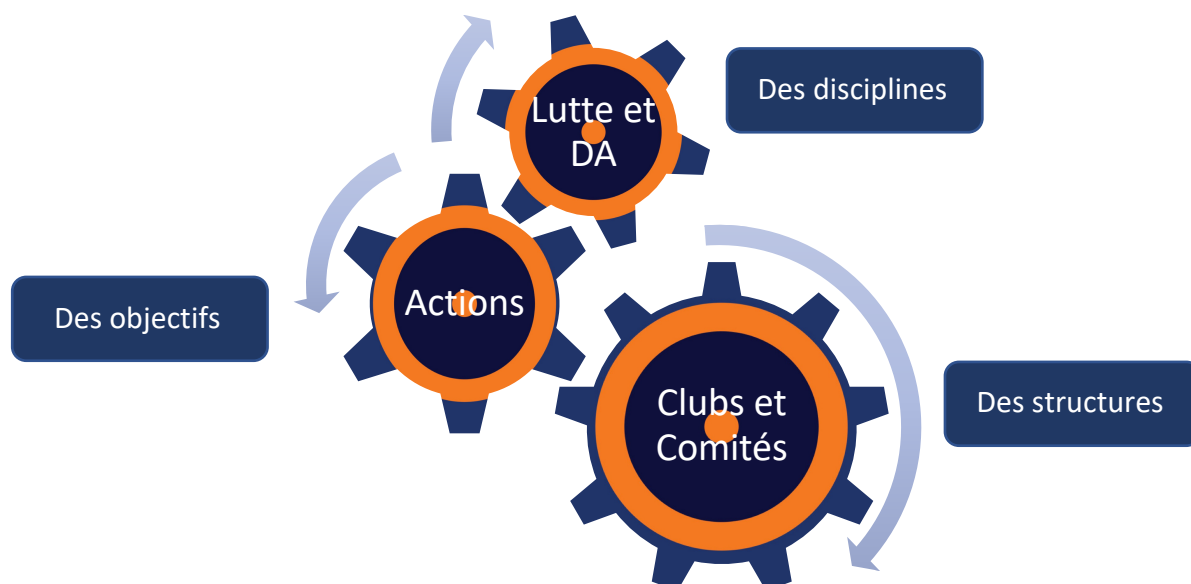 Lutte et
DA
Des disciplines
Actions
Des objectifs
Clubs et
Comités
Des structures